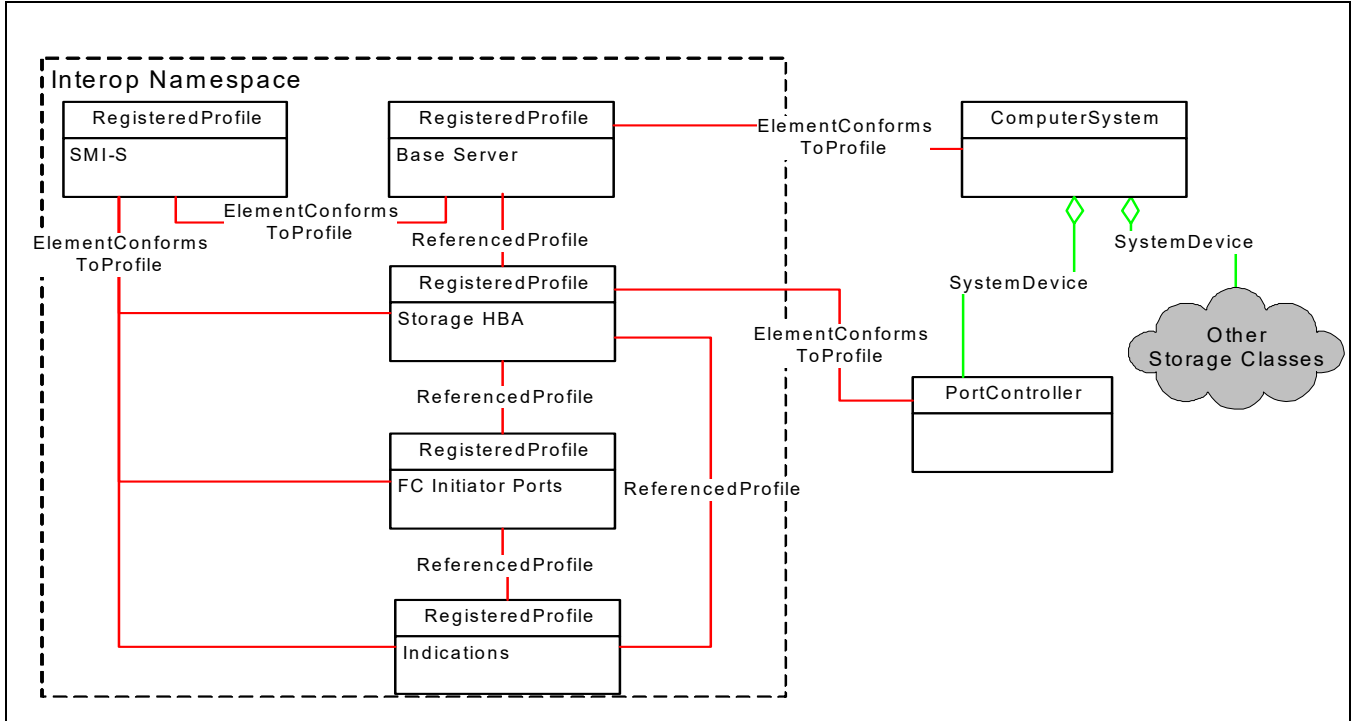 Interop Namespace
RegisteredProfile
SMI-S
RegisteredProfile
Base Server
ElementConforms
ToProfile
ComputerSystem
ElementConforms
ToProfile
ElementConforms
ToProfile
ReferencedProfile
SystemDevice
SystemDevice
RegisteredProfile
Storage HBA
ElementConforms
ToProfile
Other
Storage Classes
ReferencedProfile
PortController
RegisteredProfile
FC Initiator Ports
ReferencedProfile
ReferencedProfile
RegisteredProfile
Indications